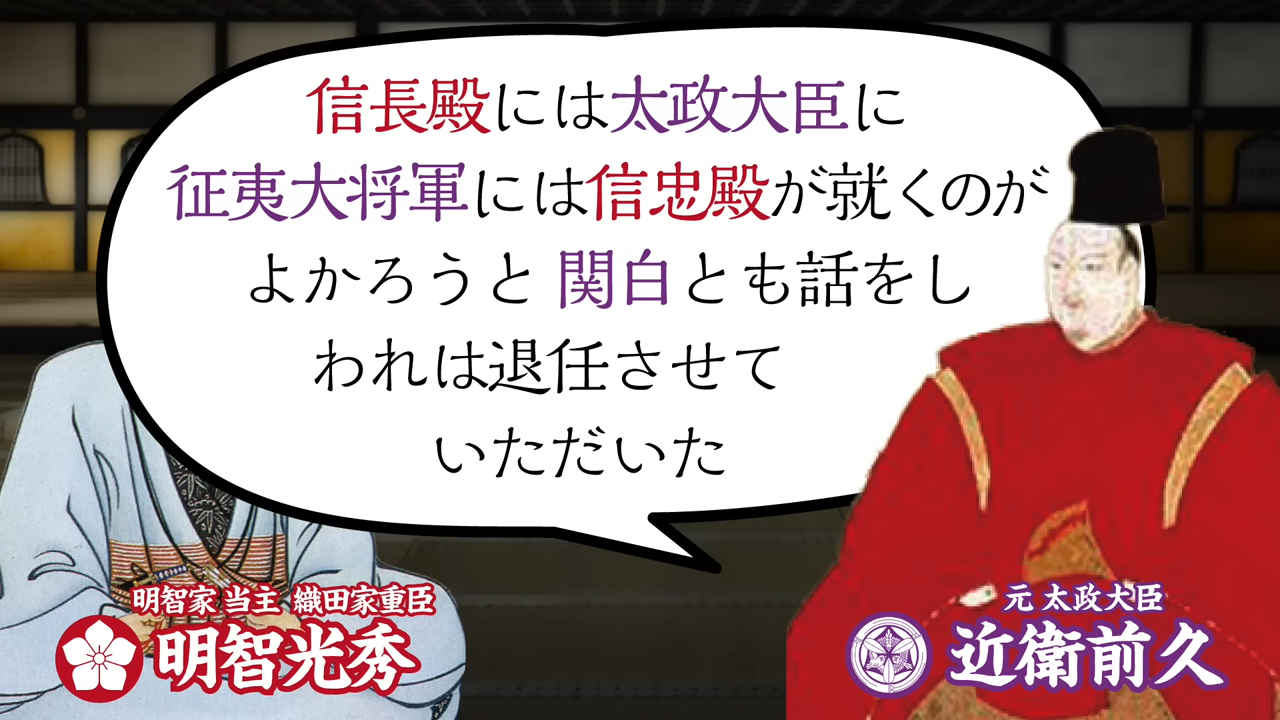 信長殿には太政大臣に
征夷大将軍には信忠殿が就くのが
よかろうと 関白とも話をし
われは退任させて
いただいた
明智家 当主 織田家重臣
明智光秀
元 太政大臣
近衛前久